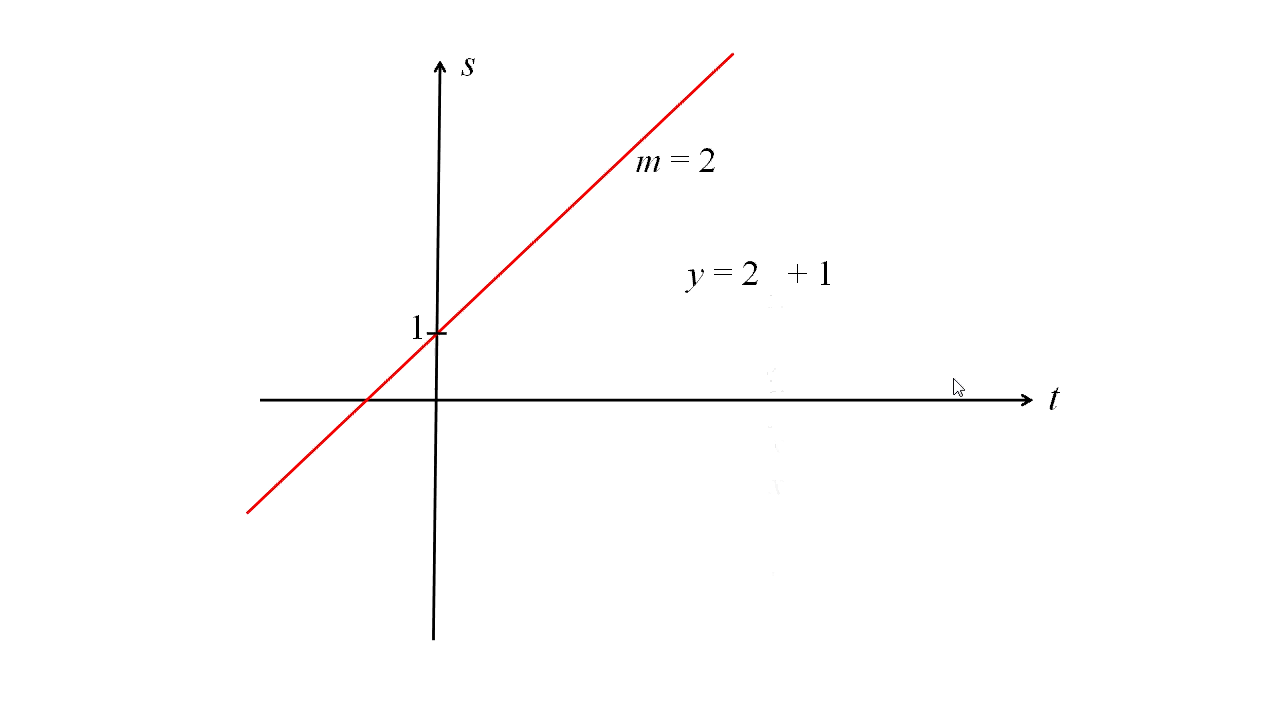 s
m = 2
y = 2 + 1
1
t